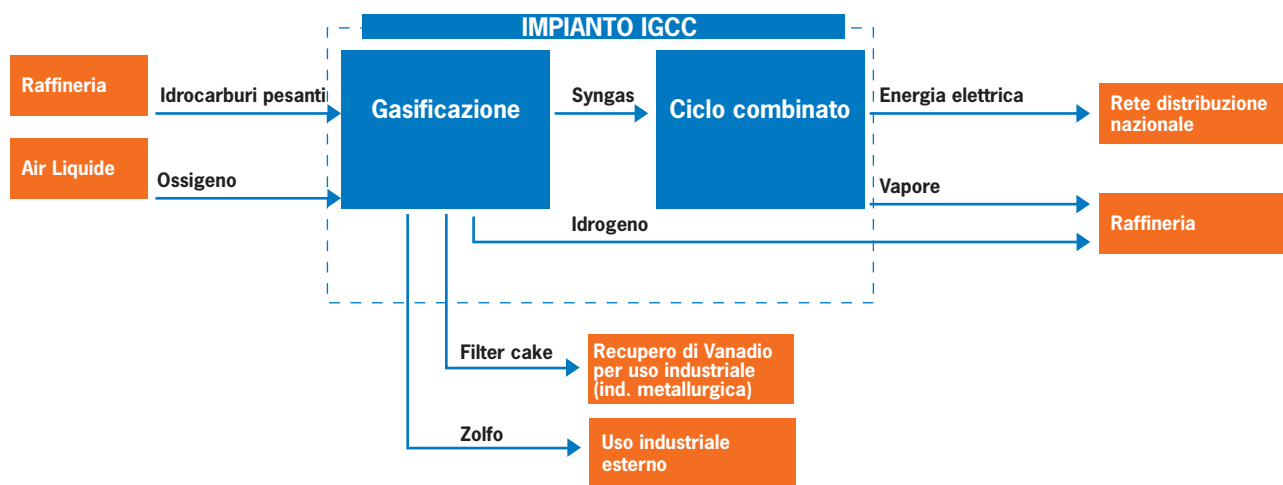 IMPIANTO IGCC
Raffineria
Idrocarburi pesanti
Gasificazione
Syngas
Ciclo combinato
Energia elettrica
Rete distribuzione
nazionale
Air Liquide
Ossigeno
Vapore
Idrogeno
Raffineria
Filter cake
Recupero di Vanadio
per uso industriale
(ind. metallurgica)
Zolfo
Uso industriale
esterno